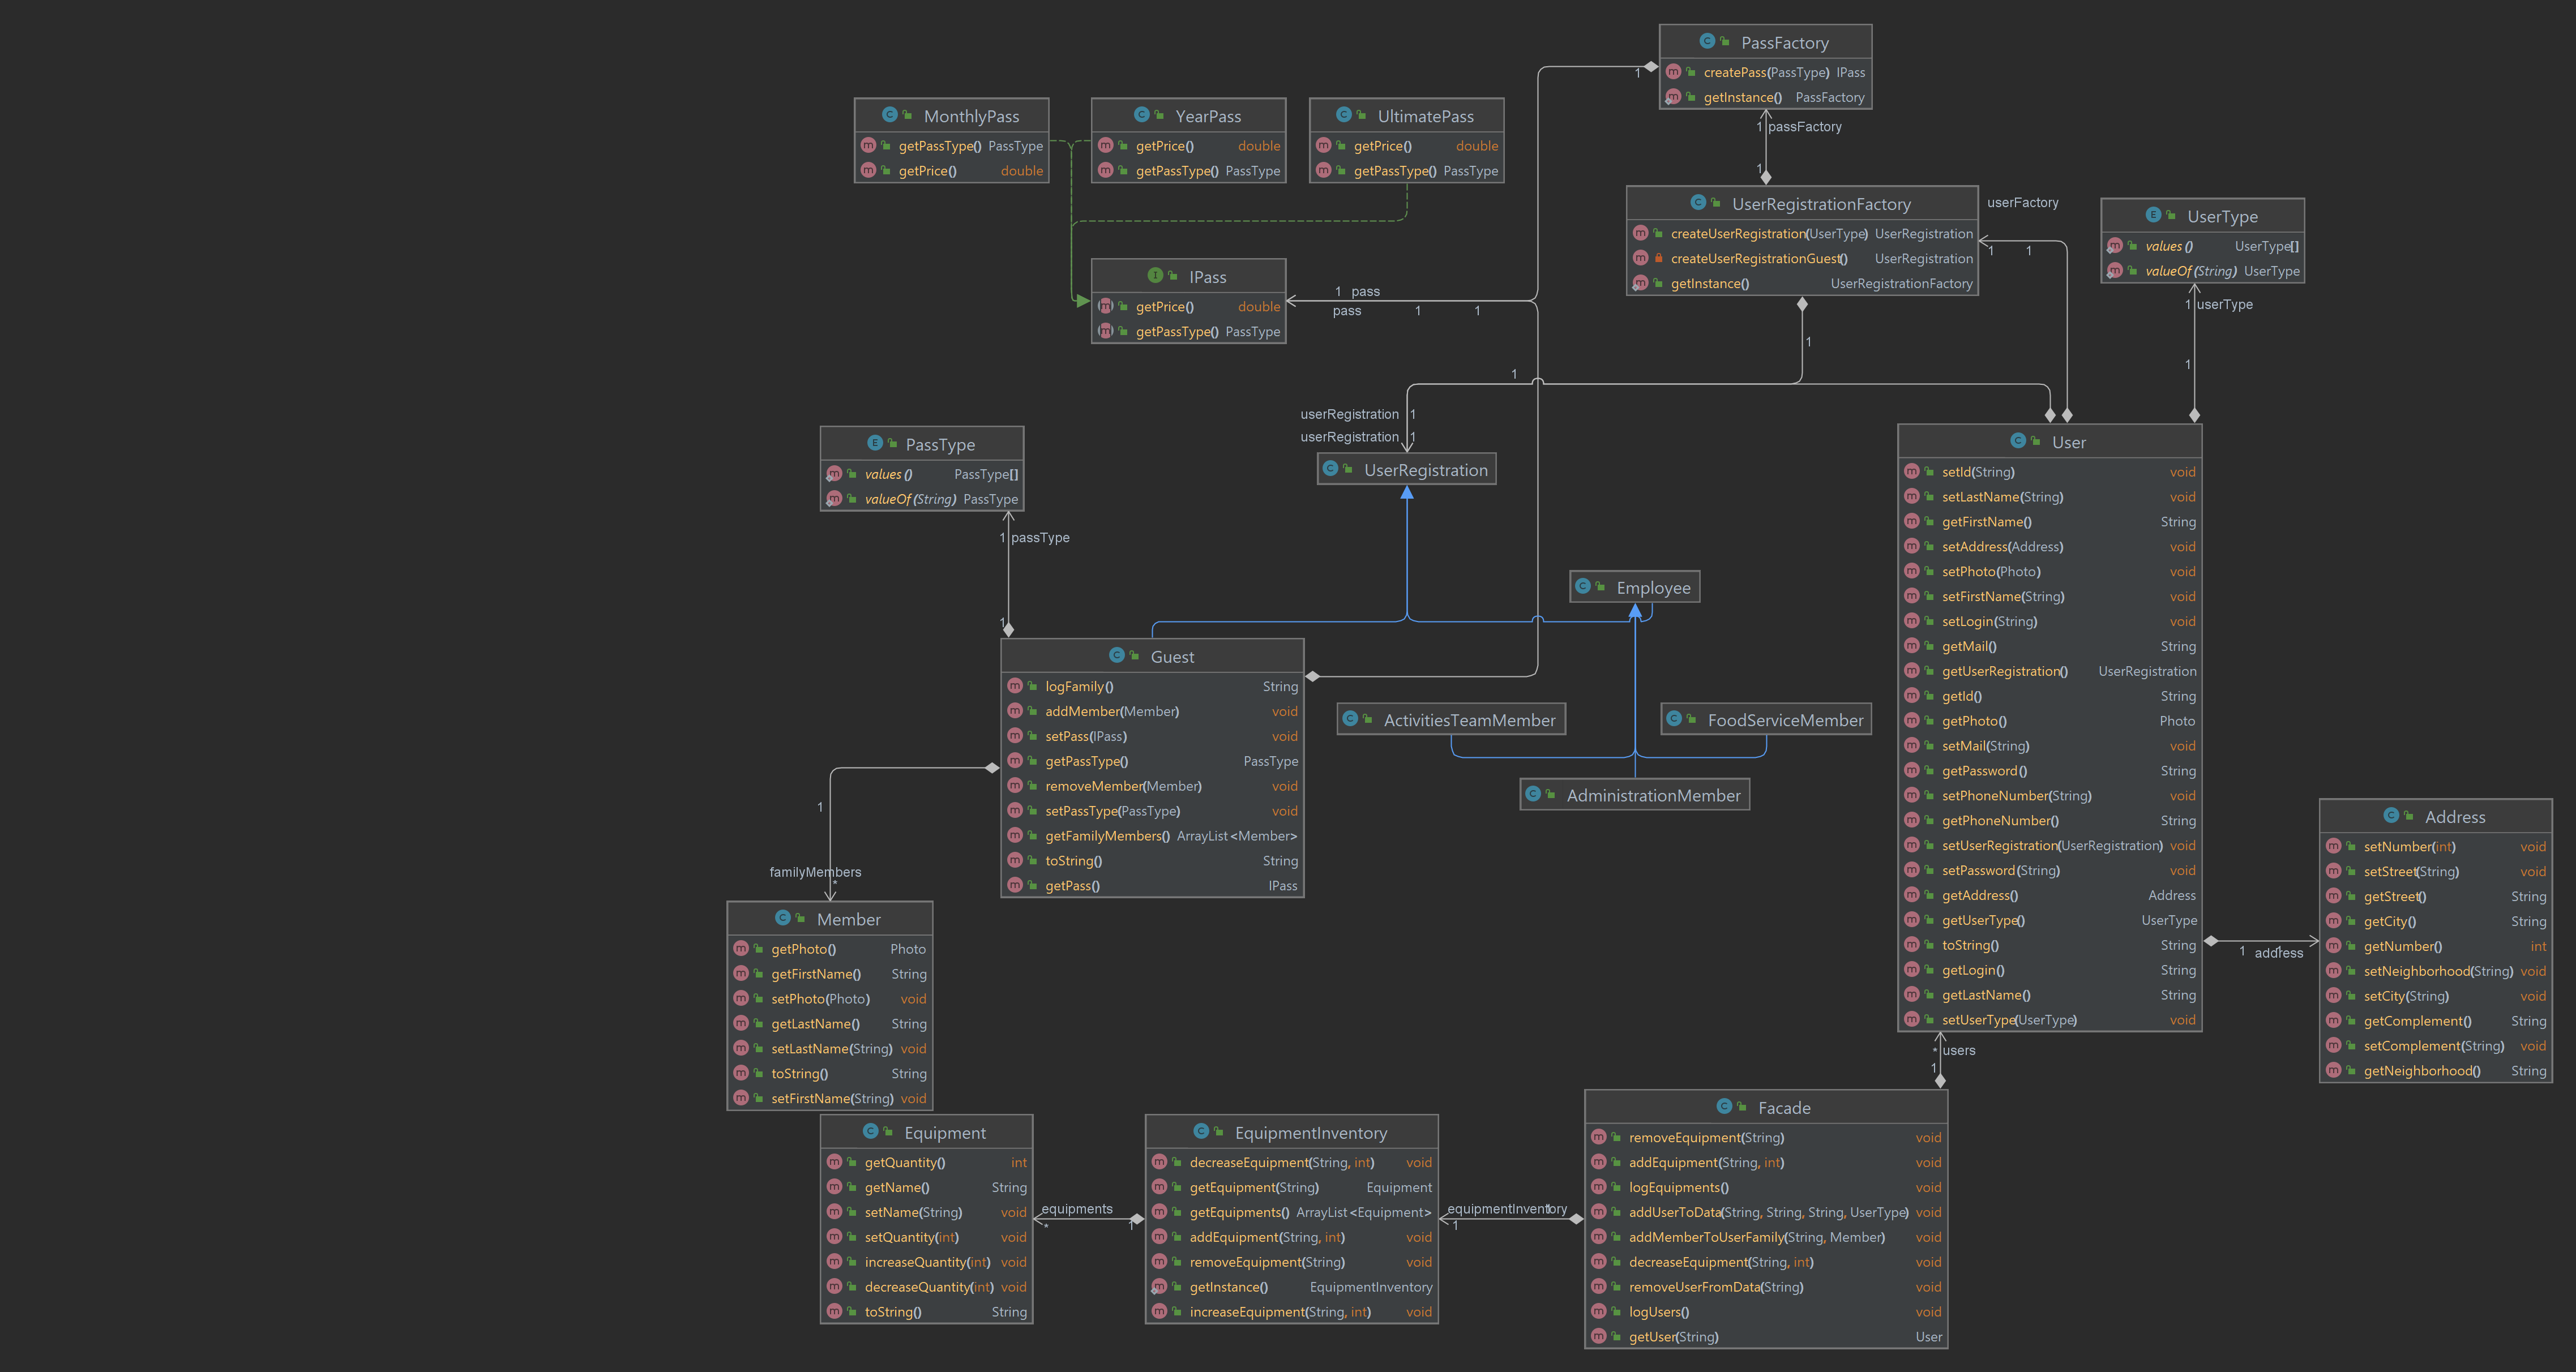 PassFactory
createPass(PassType) IPass
getInstance() PassFactory
1
1 passFactory
1
MonthlyPass
getPassType() PassType
getPrice() double
YearPass
getPrice() double
getPassType() PassType
UltimatePass
getPrice() double
getPassType() PassType
UserRegistrationFactory
createUserRegistration(UserType) UserRegistration
createUserRegistrationGuest() UserRegistration
getInstance() UserRegistrationFactory
userFactory
1 1
UserType
values() UserType[]
valueOf(String) UserType
1 userType
1
IPass
getPrice() double
getPassType() PassType
1 pass
pass 1 1
1
1
userRegistration 1
userRegistration 1
UserRegistration
PassType
values() PassType[]
valueOf(String) PassType
1 passType
1
Employee
ActivitiesTeamMember
FoodServiceMember
AdministrationMember
Guest
logFamily() String
addMember(Member) void
setPass(IPass) void
getPassType() PassType
removeMember(Member) void
setPassType(PassType) void
getFamilyMembers() ArrayList<Member>
toString() String
getPass() IPass
1
familyMembers
*
Member
getPhoto() Photo
getFirstName() String
setPhoto(Photo) void
getLastName() String
setLastName(String) void
toString() String
setFirstName(String) void
User
setId(String) void
setLastName(String) void
getFirstName() String
setAddress(Address) void
setPhoto(Photo) void
setFirstName(String) void
setLogin(String) void
getMail() String
getUserRegistration() UserRegistration
getId() String
getPhoto() Photo
setMail(String) void
getPassword() String
setPhoneNumber(String) void
getPhoneNumber() String
setUserRegistration(UserRegistration) void
setPassword(String) void
getAddress() Address
getUserType() UserType
toString() String
getLogin() String
getLastName() String
setUserType(UserType) void
1 address 1
Address
setNumber(int) void
setStreet(String) void
getStreet() String
getCity() String
getNumber() int
setNeighborhood(String) void
setCity(String) void
getComplement() String
setComplement(String) void
getNeighborhood() String
* users
1
Equipment
getQuantity() int
getName() String
setName(String) void
setQuantity(int) void
increaseQuantity(int) void
decreaseQuantity(int) void
toString() String
equipments
* 1
EquipmentInventory
decreaseEquipment(String, int) void
getEquipment(String) Equipment
getEquipments() ArrayList<Equipment>
addEquipment(String, int) void
removeEquipment(String) void
getInstance() EquipmentInventory
increaseEquipment(String, int) void
equipmentInventory 1
1
Facade
removeEquipment(String) void
addEquipment(String, int) void
logEquipments() void
addUserToData(String, String, String, UserType) void
addMemberToUserFamily(String, Member) void
decreaseEquipment(String, int) void
removeUserFromData(String) void
logUsers() void
getUser(String) User